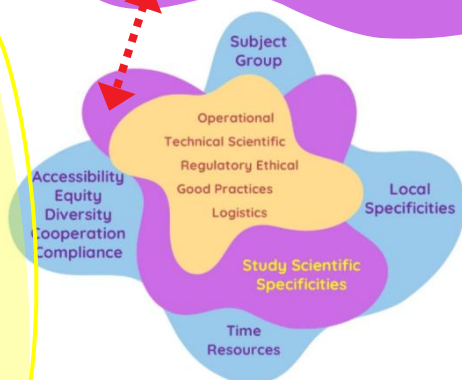 Subject
Group
Operational
Technical Scientific
Regulatory Ethical
Good Practices
Logistics
Accessibility
Equity
Diversity
Cooperation
Compliance
Local
Specificities
Study Scientific
Specificities
Time
Resources